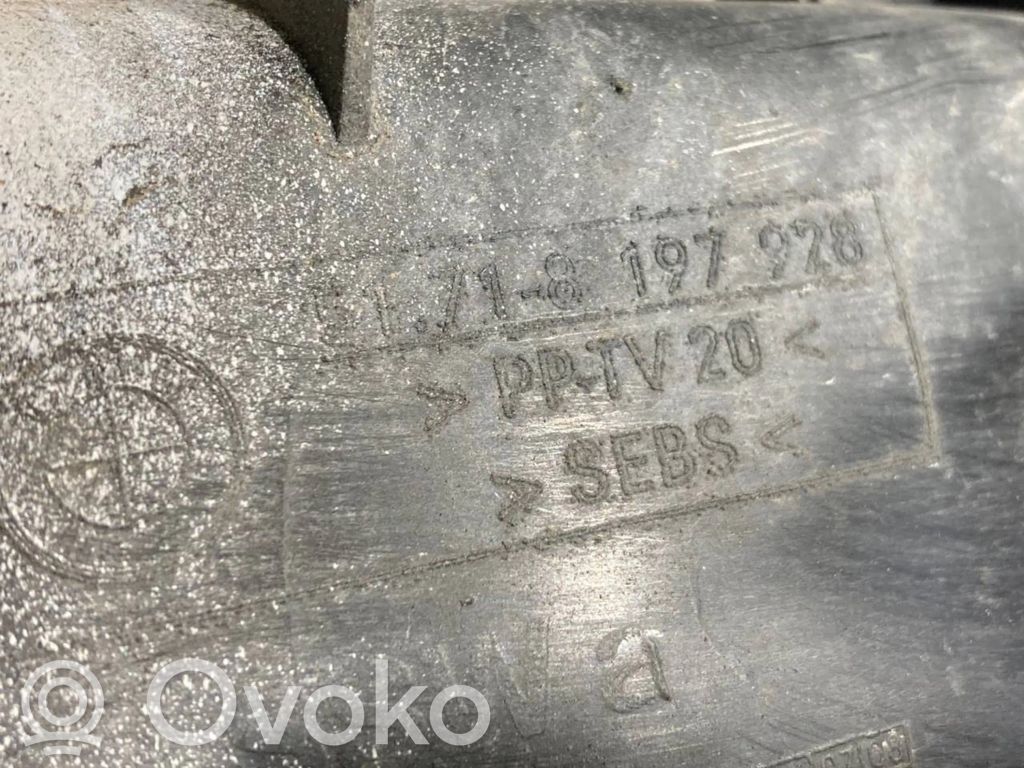 61.71-8 197 928
> PP-TV 20 <
> SEBS <
a
Ovoko